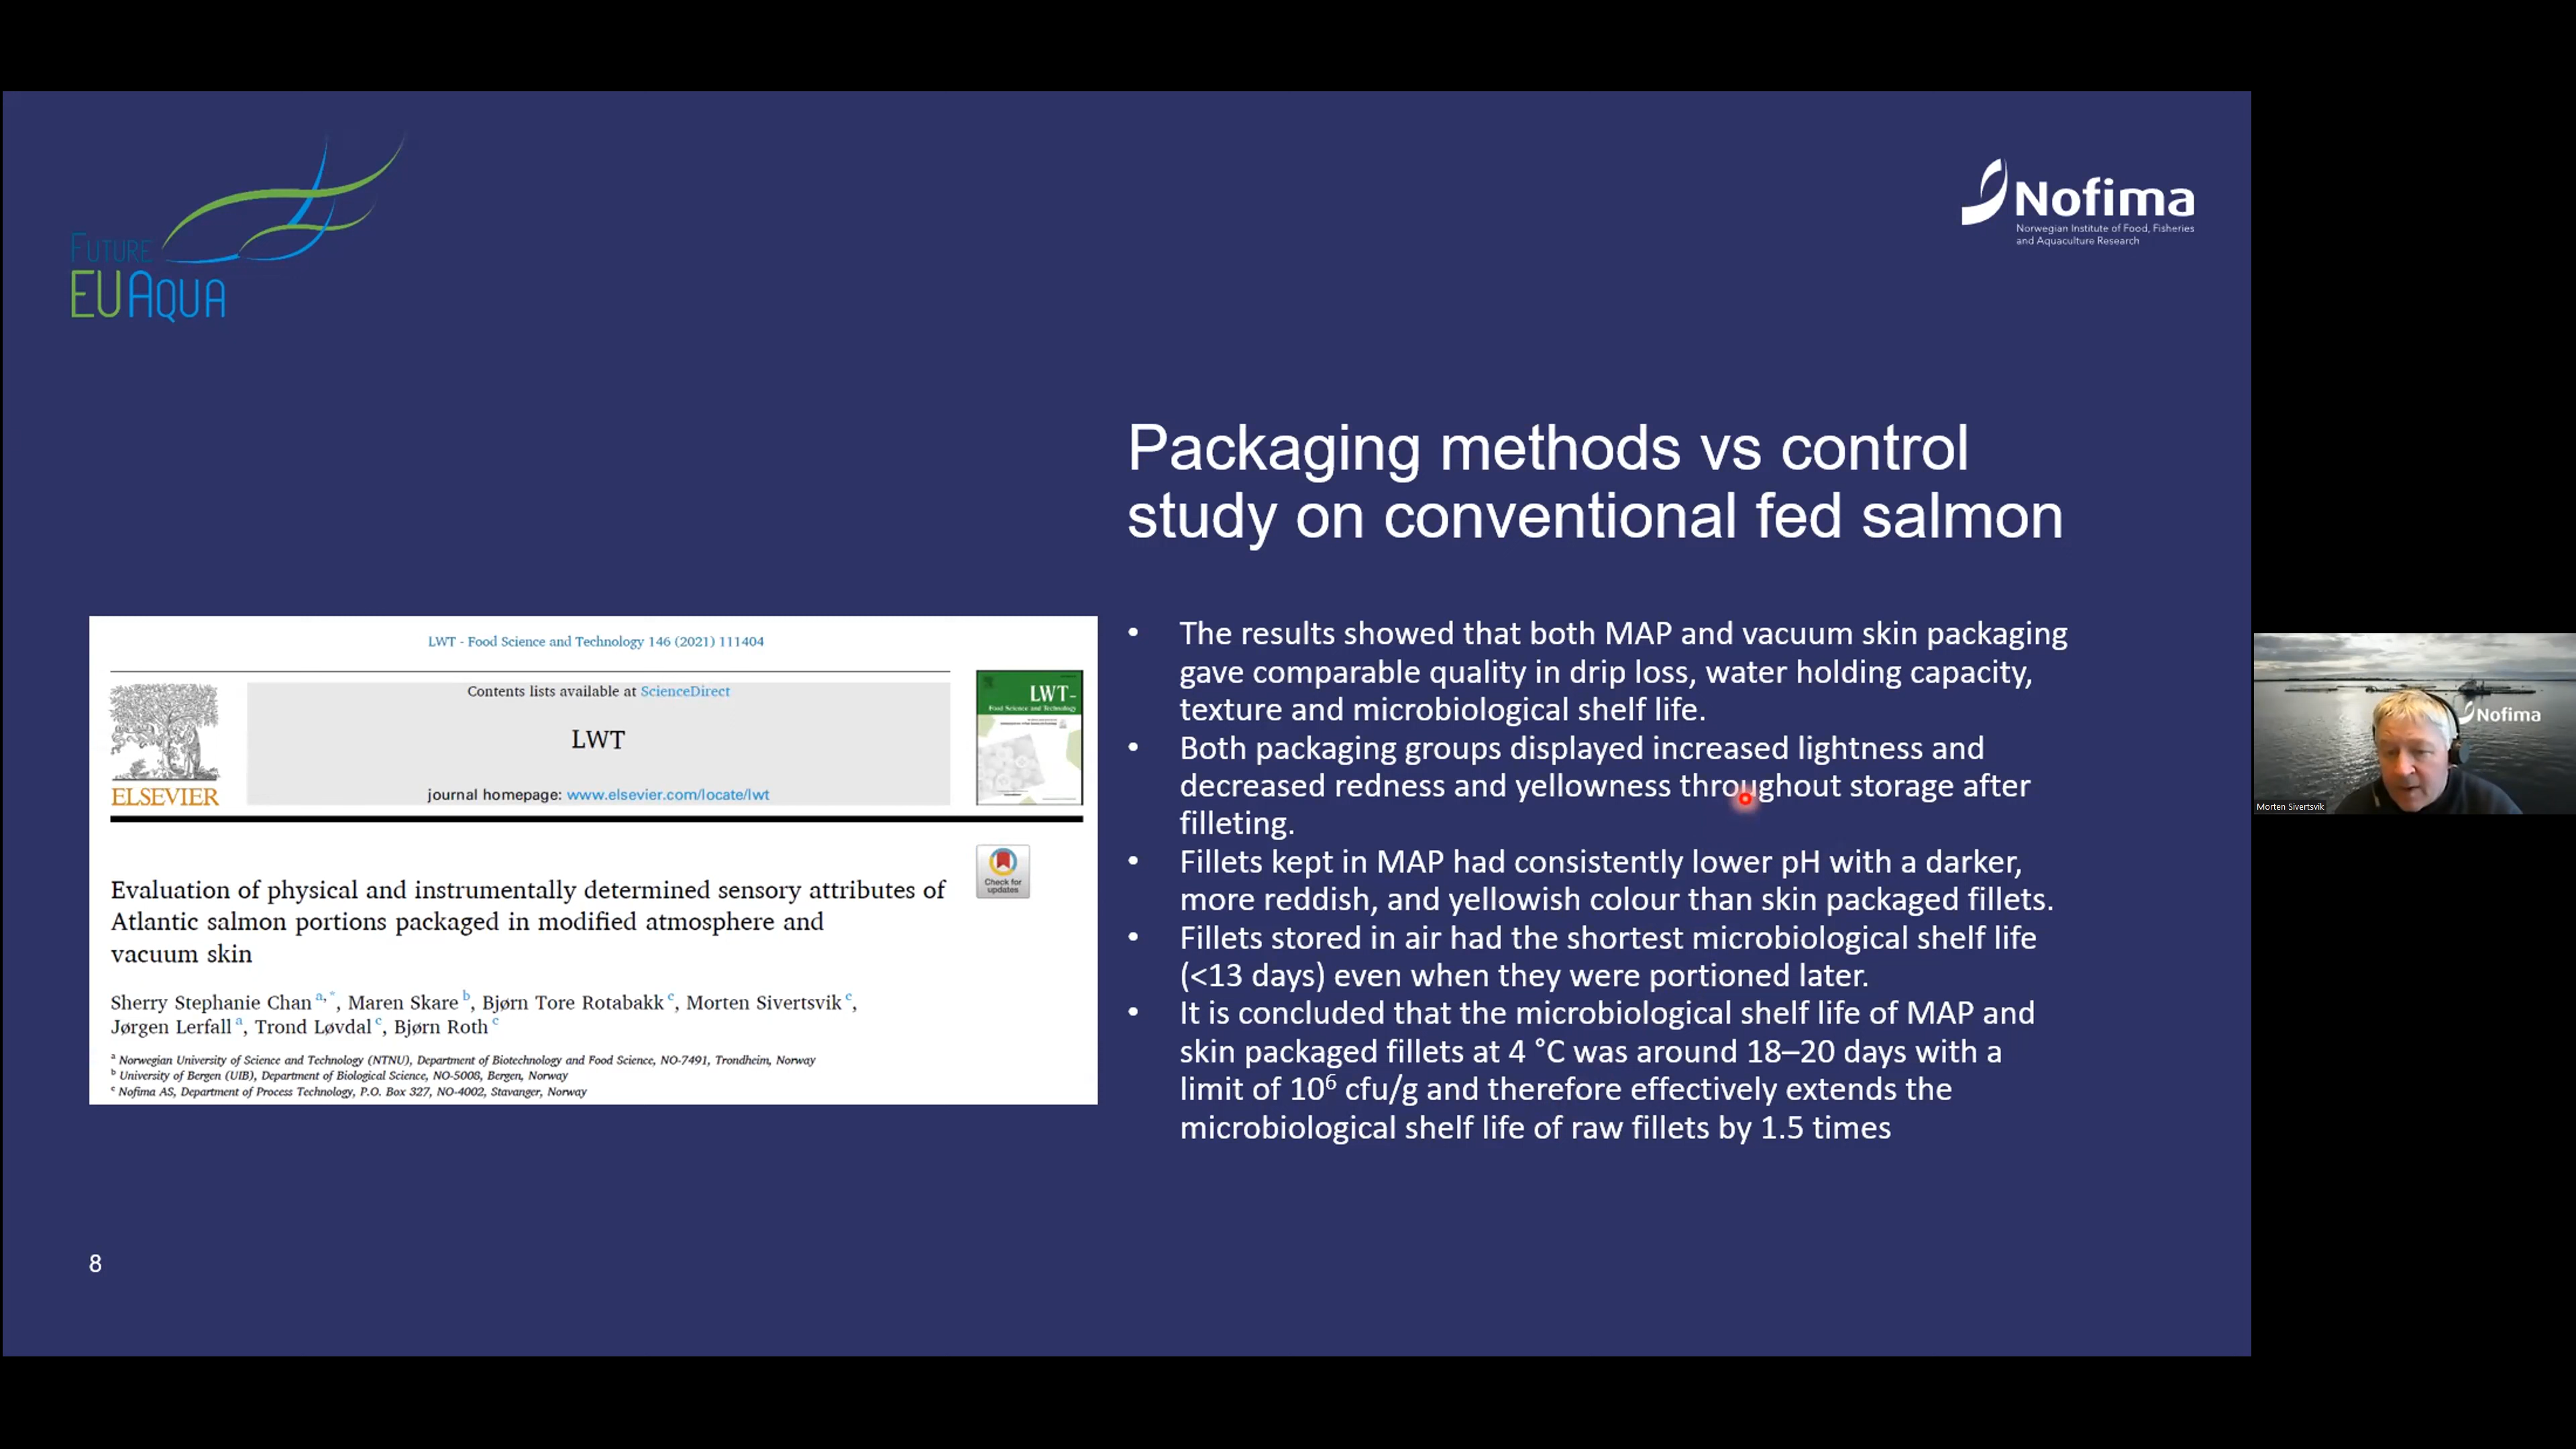 FUTURE
EUAQUA
Nofima
Norwegian Institute of Food, Fisheries
and Aquaculture Research
Packaging methods vs control
study on conventional fed salmon
LWT - Food Science and Technology 146 (2021) 111404
Contents lists available at ScienceDirect
LWT
journal homepage: www.elsevier.com/locate/lwt
ELSEVIER
LWT-
Food Science and Technology
Check for
updates
Evaluation of physical and instrumentally determined sensory attributes of
Atlantic salmon portions packaged in modified atmosphere and
vacuum skin
Sherry Stephanie Chan a,*, Maren Skare b, Bjørn Tore Rotabakk c, Morten Sivertsvik c,
Jørgen Lerfall a, Trond Løvdal c, Bjørn Roth c
a Norwegian University of Science and Technology (NTNU), Department of Biotechnology and Food Science, NO-7491, Trondheim, Norway
b University of Bergen (UIB), Department of Biological Science, NO-5008, Bergen, Norway
c Nofima AS, Department of Process Technology, P.O. Box 327, NO-4002, Stavanger, Norway
• The results showed that both MAP and vacuum skin packaging
gave comparable quality in drip loss, water holding capacity,
texture and microbiological shelf life.
• Both packaging groups displayed increased lightness and
decreased redness and yellowness throughout storage after
filleting.
• Fillets kept in MAP had consistently lower pH with a darker,
more reddish, and yellowish colour than skin packaged fillets.
• Fillets stored in air had the shortest microbiological shelf life
(<13 days) even when they were portioned later.
• It is concluded that the microbiological shelf life of MAP and
skin packaged fillets at 4 °C was around 18–20 days with a
limit of 10⁶ cfu/g and therefore effectively extends the
microbiological shelf life of raw fillets by 1.5 times
8
Nofima
Morten Sivertsvik